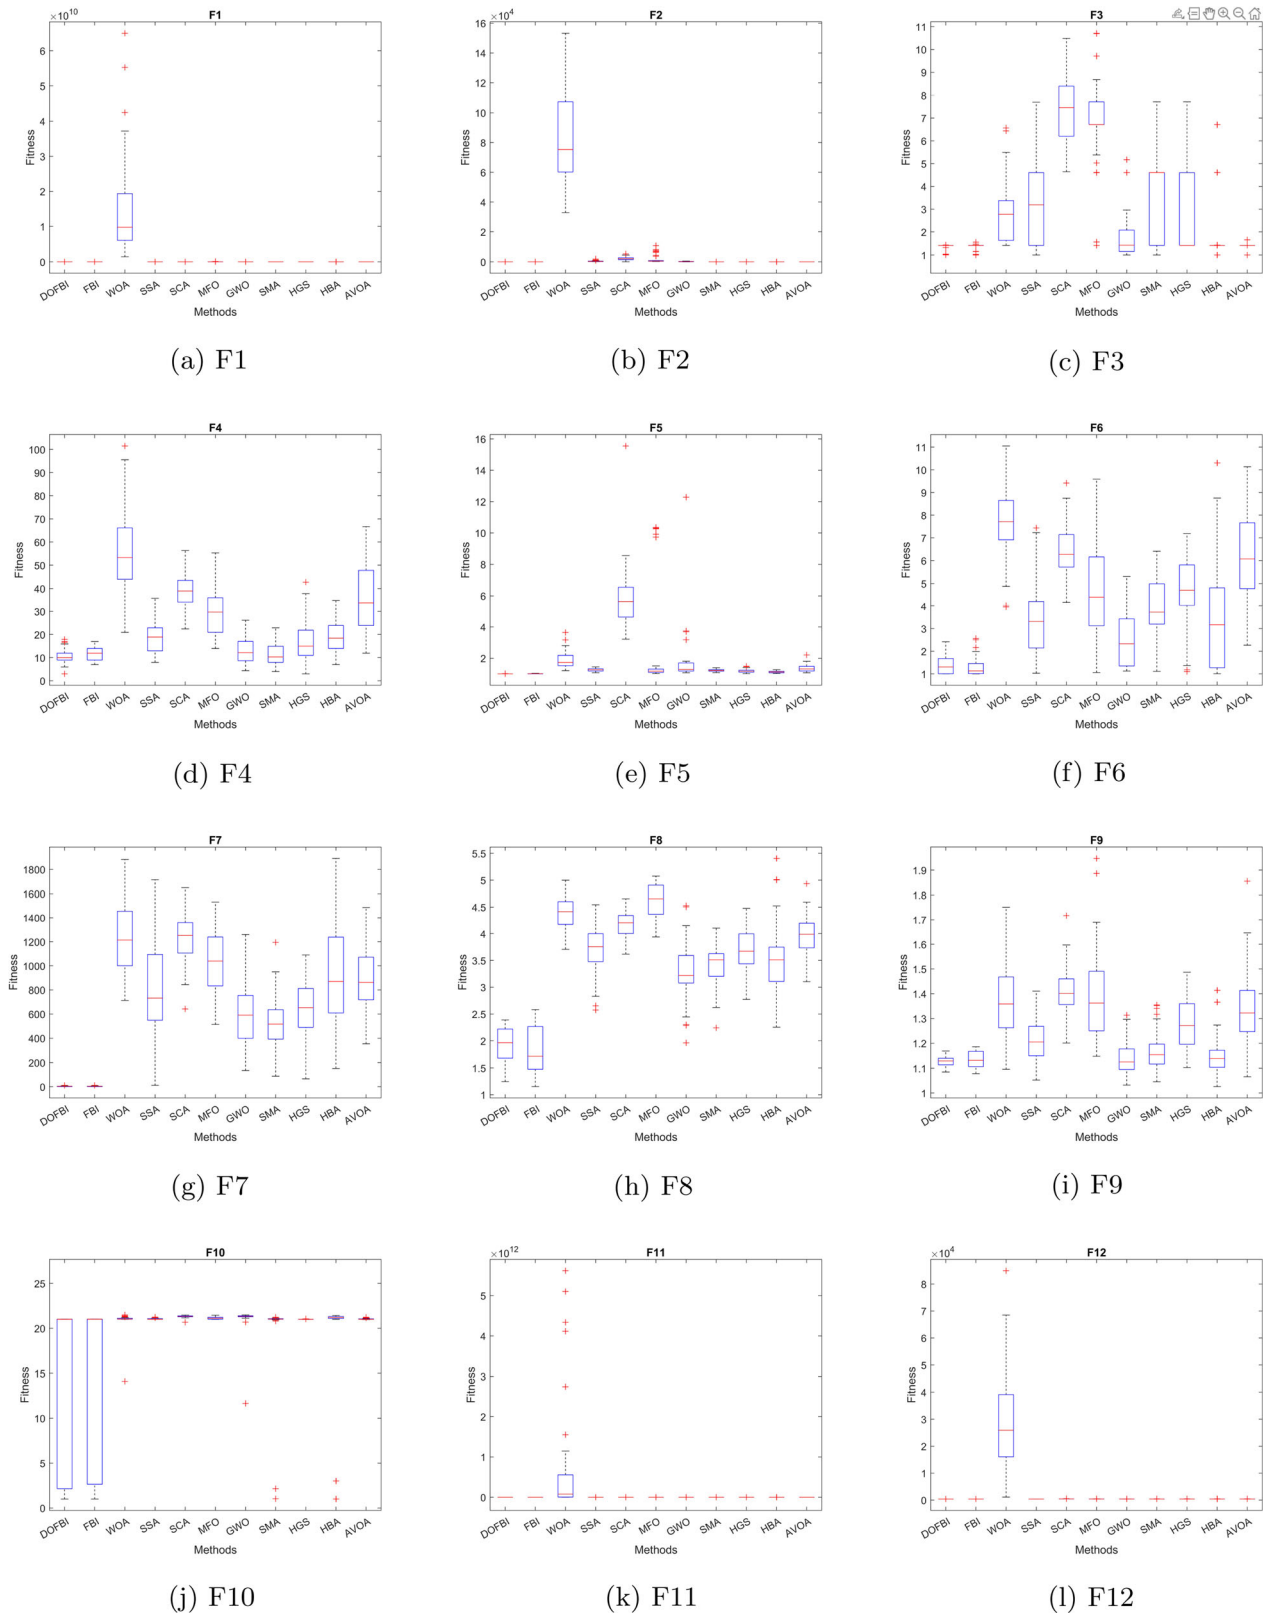 F1
×10^10
6
5
4
3
2
1
0
Fitness
DOFBI FBI WOA SSA SCA MFO GWO SMA HGS HBA AVOA
Methods
(a) F1
F2
×10^4
16
14
12
10
8
6
4
2
0
Fitness
DOFBI FBI WOA SSA SCA MFO GWO SMA HGS HBA AVOA
Methods
(b) F2
F3
11
10
9
8
7
6
5
4
3
2
1
Fitness
DOFBI FBI WOA SSA SCA MFO GWO SMA HGS HBA AVOA
Methods
(c) F3
F4
100
90
80
70
60
50
40
30
20
10
0
Fitness
DOFBI FBI WOA SSA SCA MFO GWO SMA HGS HBA AVOA
Methods
(d) F4
F5
16
14
12
10
8
6
4
2
Fitness
DOFBI FBI WOA SSA SCA MFO GWO SMA HGS HBA AVOA
Methods
(e) F5
F6
11
10
9
8
7
6
5
4
3
2
1
Fitness
DOFBI FBI WOA SSA SCA MFO GWO SMA HGS HBA AVOA
Methods
(f) F6
F7
1800
1600
1400
1200
1000
800
600
400
200
0
Fitness
DOFBI FBI WOA SSA SCA MFO GWO SMA HGS HBA AVOA
Methods
(g) F7
F8
5.5
5
4.5
4
3.5
3
2.5
2
1.5
1
Fitness
DOFBI FBI WOA SSA SCA MFO GWO SMA HGS HBA AVOA
Methods
(h) F8
F9
1.9
1.8
1.7
1.6
1.5
1.4
1.3
1.2
1.1
1
Fitness
DOFBI FBI WOA SSA SCA MFO GWO SMA HGS HBA AVOA
Methods
(i) F9
F10
25
20
15
10
5
0
Fitness
DOFBI FBI WOA SSA SCA MFO GWO SMA HGS HBA AVOA
Methods
(j) F10
F11
×10^12
5
4
3
2
1
0
Fitness
DOFBI FBI WOA SSA SCA MFO GWO SMA HGS HBA AVOA
Methods
(k) F11
F12
×10^4
8
7
6
5
4
3
2
1
0
Fitness
DOFBI FBI WOA SSA SCA MFO GWO SMA HGS HBA AVOA
Methods
(l) F12